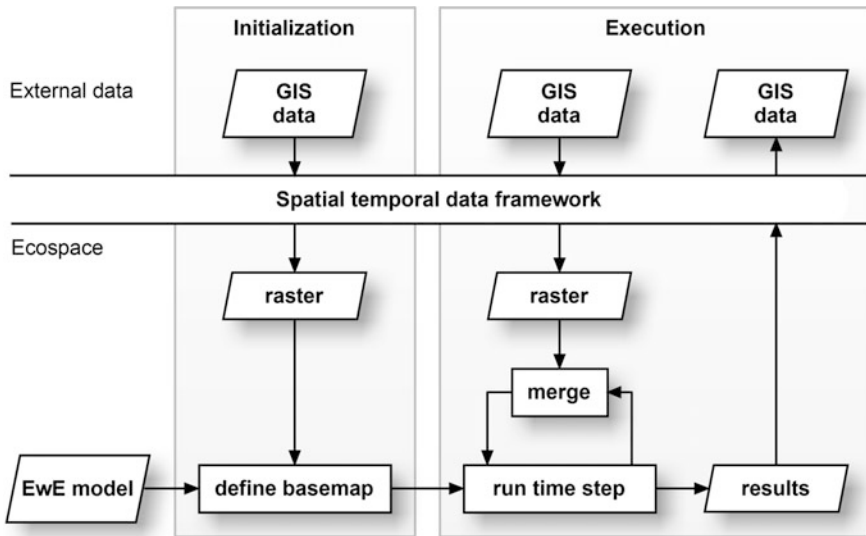 Initialization
Execution
External data
GIS
data
GIS
data
GIS
data
Spatial temporal data framework
Ecospace
raster
raster
merge
EwE model
define basemap
run time step
results